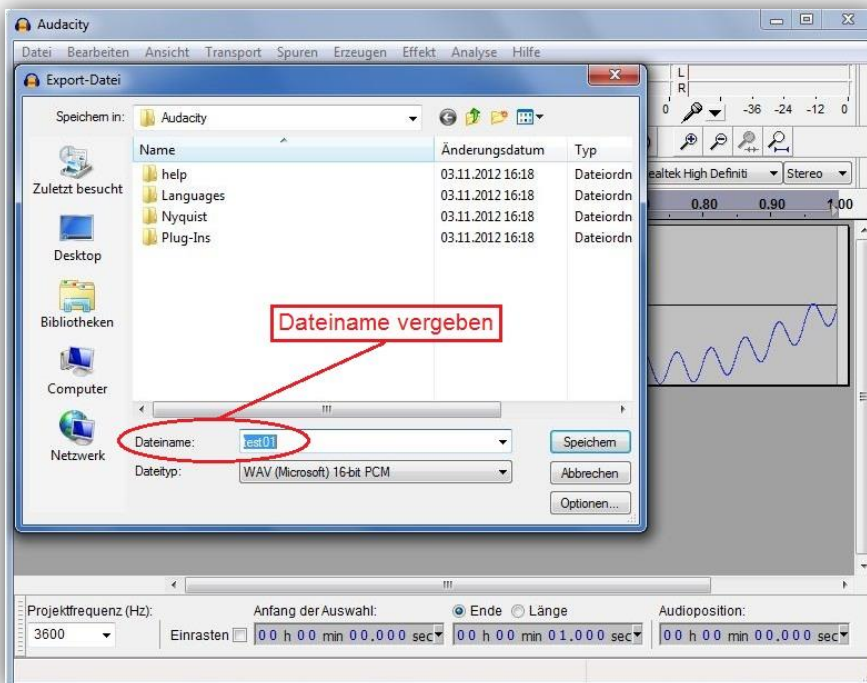 Audacity
Datei Bearbeiten Ansicht Transport Spuren Erzeugen Effekt Analyse Hilfe
Export-Datei
Speichern in: Audacity
Name Änderungsdatum Typ
help 03.11.2012 16:18 Dateiordn
Languages 03.11.2012 16:18 Dateiordn
Nyquist 03.11.2012 16:18 Dateiordn
Plug-Ins 03.11.2012 16:18 Dateiordn
Zuletzt besucht
Desktop
Bibliotheken
Computer
Netzwerk
Dateiname vergeben
Dateiname: test01
Speichern
Dateityp: WAV (Microsoft) 16-bit PCM
Abbrechen
Optionen...
L
R
0 -36 -24 -12 0
ealtek High Definiti Stereo
0.80 0.90 1.00
Projektfrequenz (Hz): Anfang der Auswahl: Ende Länge Audioposition:
3600 Einrasten 00 h 00 min 00.000 sec 00 h 00 min 01.000 sec 00 h 00 min 00.000 sec